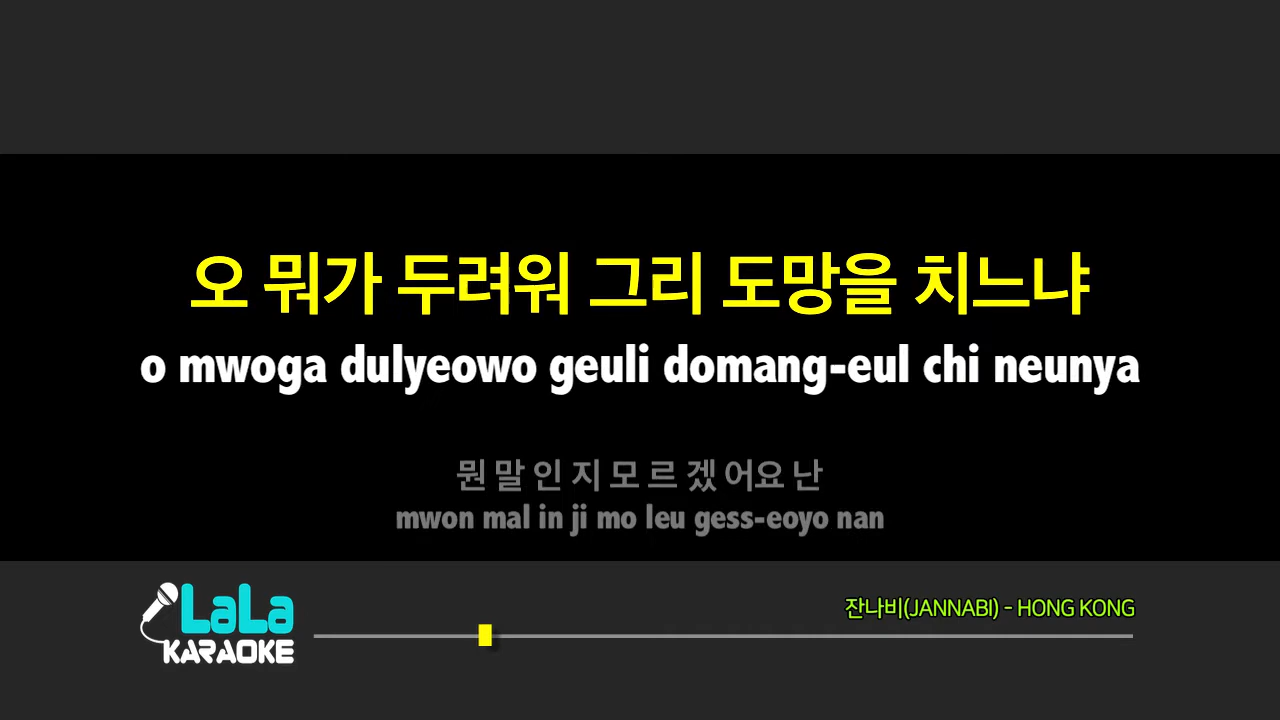 오 뭐가 두려워 그리 도망을 치느냐
o mwoga dulyeowo geuli domang-eul chi neunya
뭔 말 인 지 모 르 겠 어요 난
mwon mal in ji mo leu gess-eoyo nan
잔나비(JANNABI) - HONG KONG
LaLa
KARAOKE